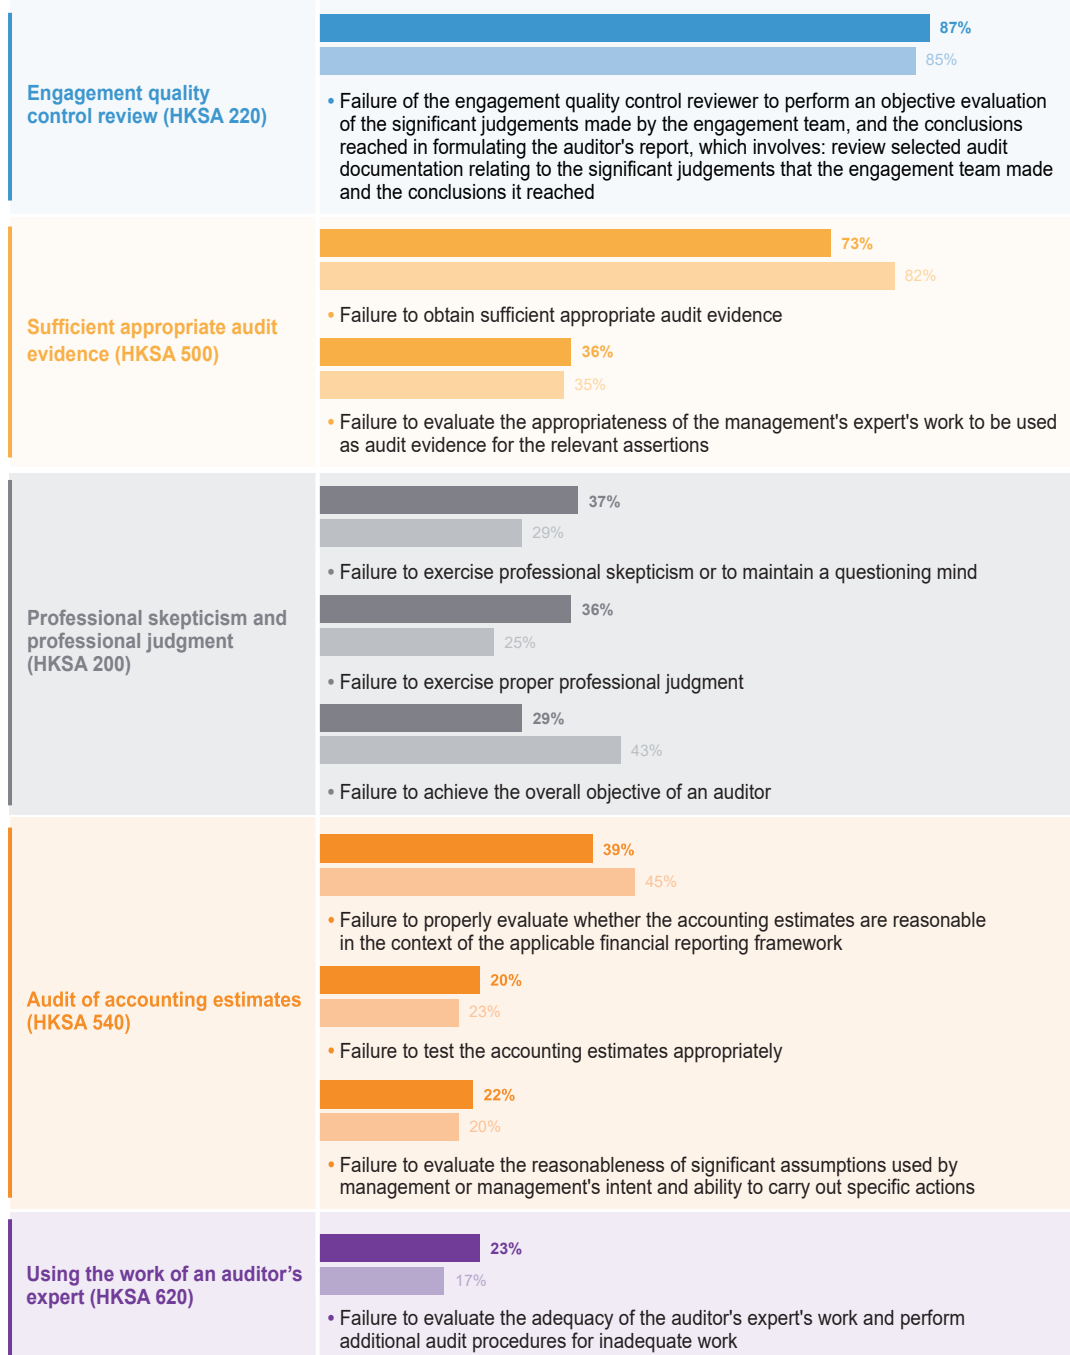 87%
85%
Engagement quality
control review (HKSA 220)
• Failure of the engagement quality control reviewer to perform an objective evaluation
of the significant judgements made by the engagement team, and the conclusions
reached in formulating the auditor's report, which involves: review selected audit
documentation relating to the significant judgements that the engagement team made
and the conclusions it reached
73%
82%
Sufficient appropriate audit
evidence (HKSA 500)
• Failure to obtain sufficient appropriate audit evidence
36%
35%
• Failure to evaluate the appropriateness of the management's expert's work to be used
as audit evidence for the relevant assertions
37%
29%
Professional skepticism and
professional judgment
(HKSA 200)
• Failure to exercise professional skepticism or to maintain a questioning mind
36%
25%
• Failure to exercise proper professional judgment
29%
43%
• Failure to achieve the overall objective of an auditor
39%
45%
Audit of accounting estimates
(HKSA 540)
• Failure to properly evaluate whether the accounting estimates are reasonable
in the context of the applicable financial reporting framework
20%
23%
• Failure to test the accounting estimates appropriately
22%
20%
• Failure to evaluate the reasonableness of significant assumptions used by
management or management's intent and ability to carry out specific actions
23%
17%
Using the work of an auditor’s
expert (HKSA 620)
• Failure to evaluate the adequacy of the auditor's expert's work and perform
additional audit procedures for inadequate work